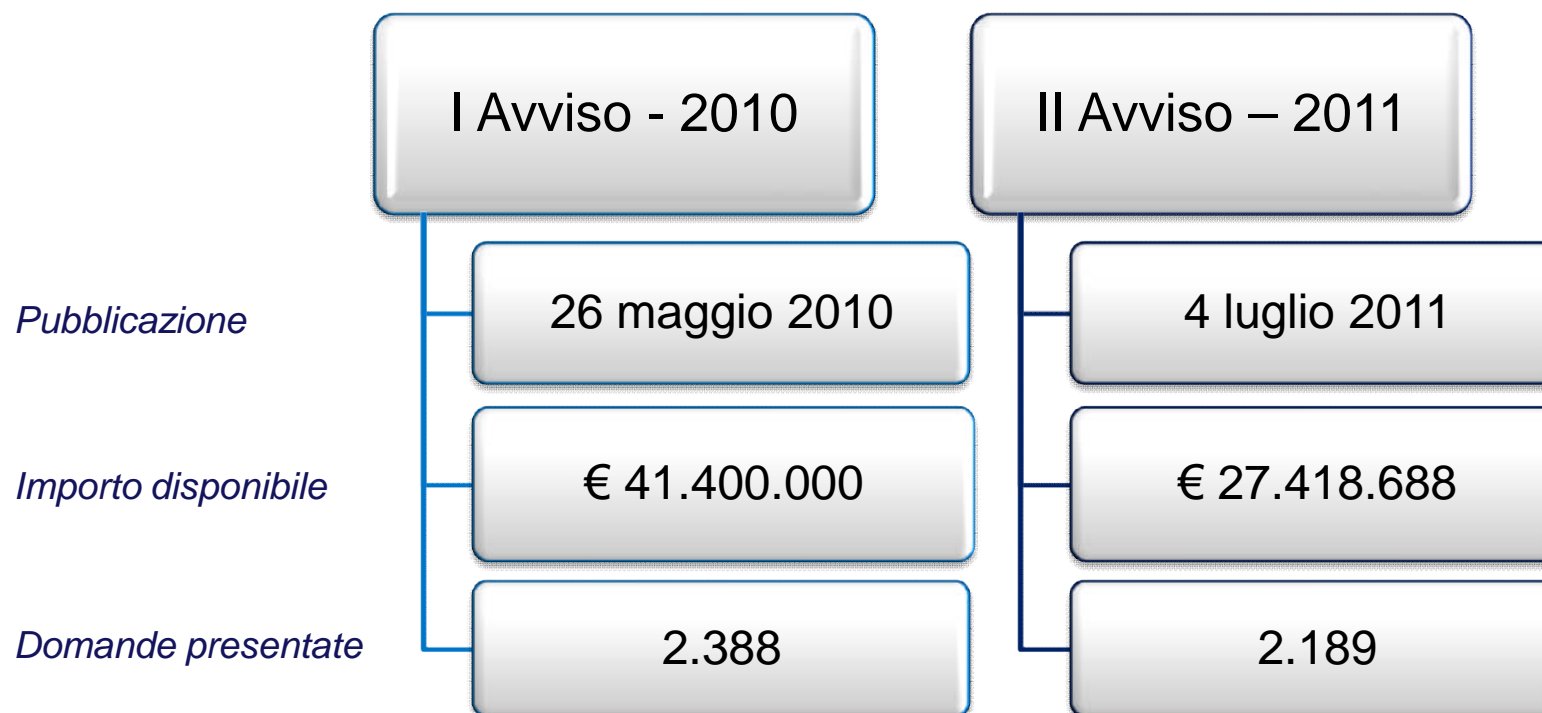 I Avviso - 2010
II Avviso – 2011
Pubblicazione
26 maggio 2010
4 luglio 2011
Importo disponibile
€ 41.400.000
€ 27.418.688
Domande presentate
2.388
2.189